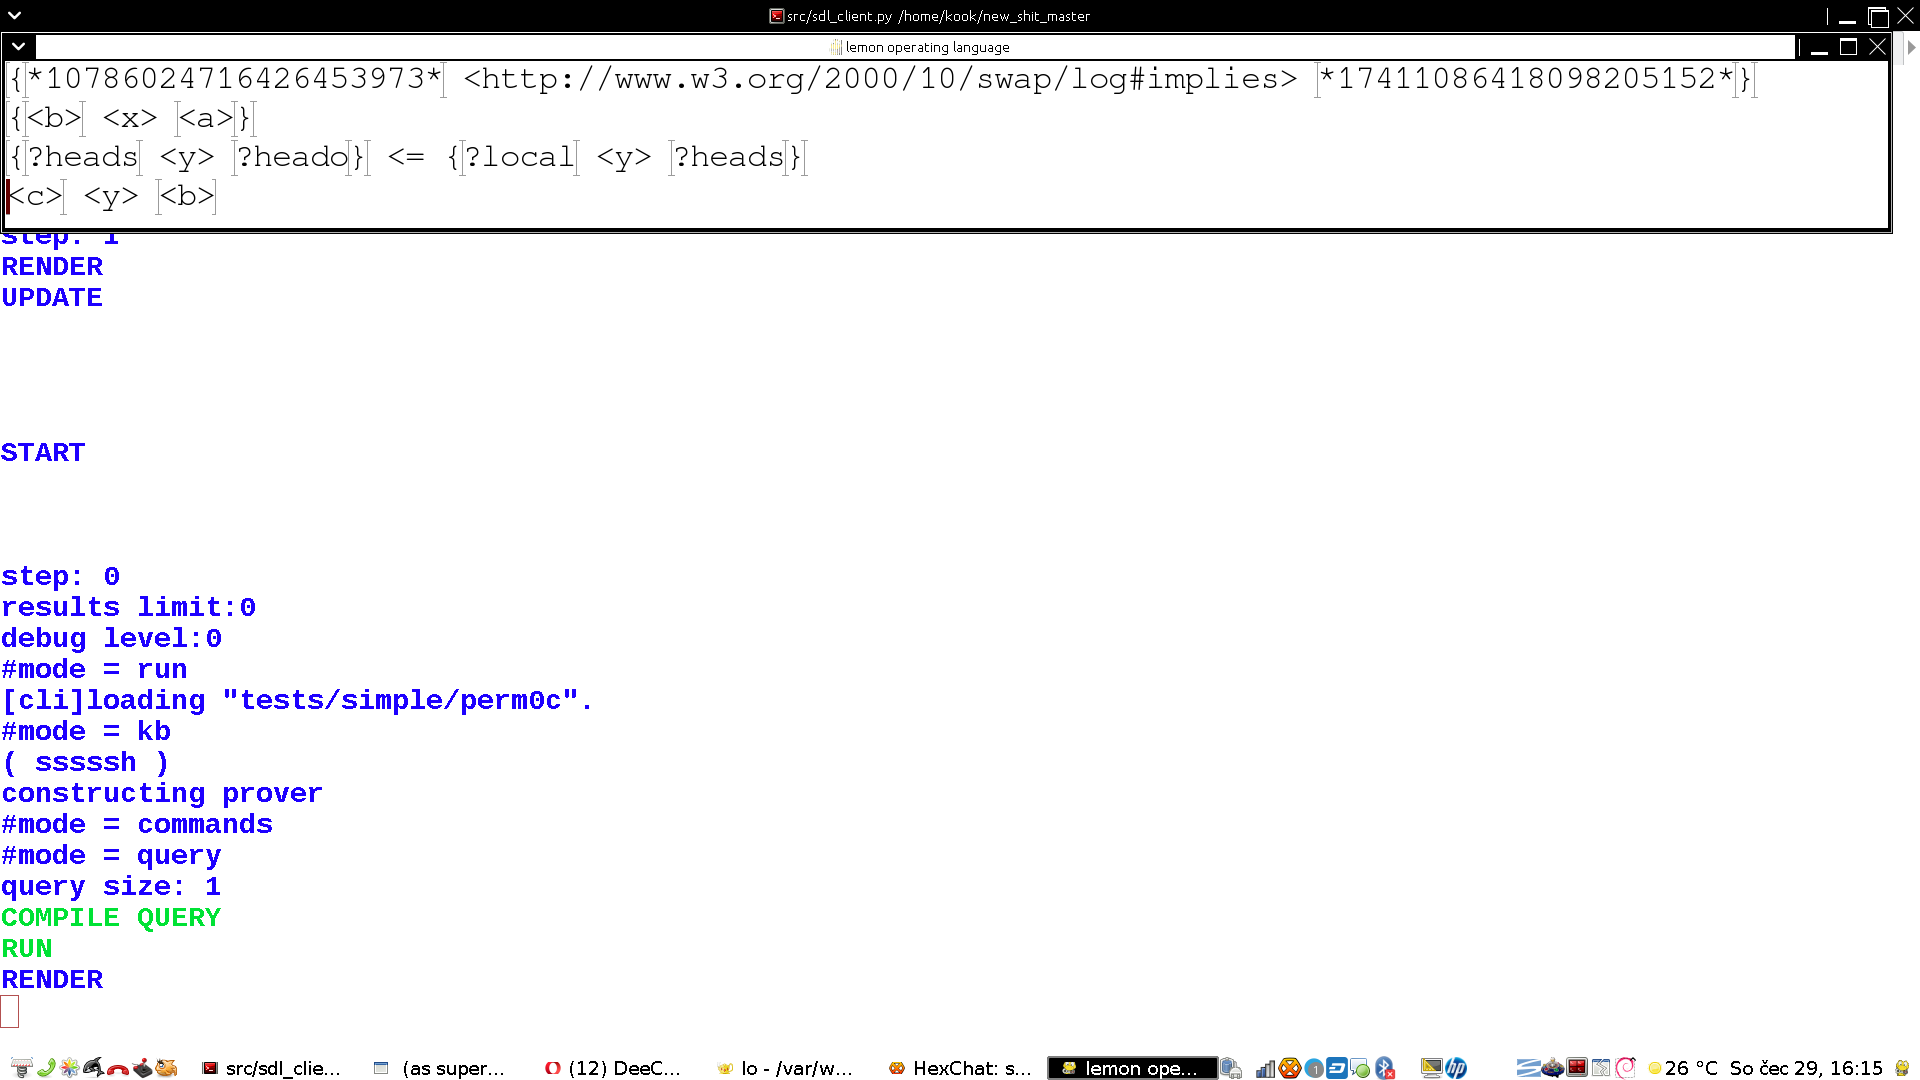 src/sdl_client.py /home/kook/new_shit_master
lemon operating language
{*10786024716426453973* <http://www.w3.org/2000/10/swap/log#implies> *17411086418098205152*}
{<b> <x> <a>}
{?heads <y> ?heado} <= {?local <y> ?heads}
<c> <y> <b>
step: 1
RENDER
UPDATE
START
step: 0
results limit:0
debug level:0
#mode = run
[cli]loading "tests/simple/perm0c".
#mode = kb
( sssssh )
constructing prover
#mode = commands
#mode = query
query size: 1
COMPILE QUERY
RUN
RENDER
src/sdl_clie... (as super... (12) DeeC... lo - /var/w... HexChat: s... lemon ope... 26 °C So čec 29, 16:15